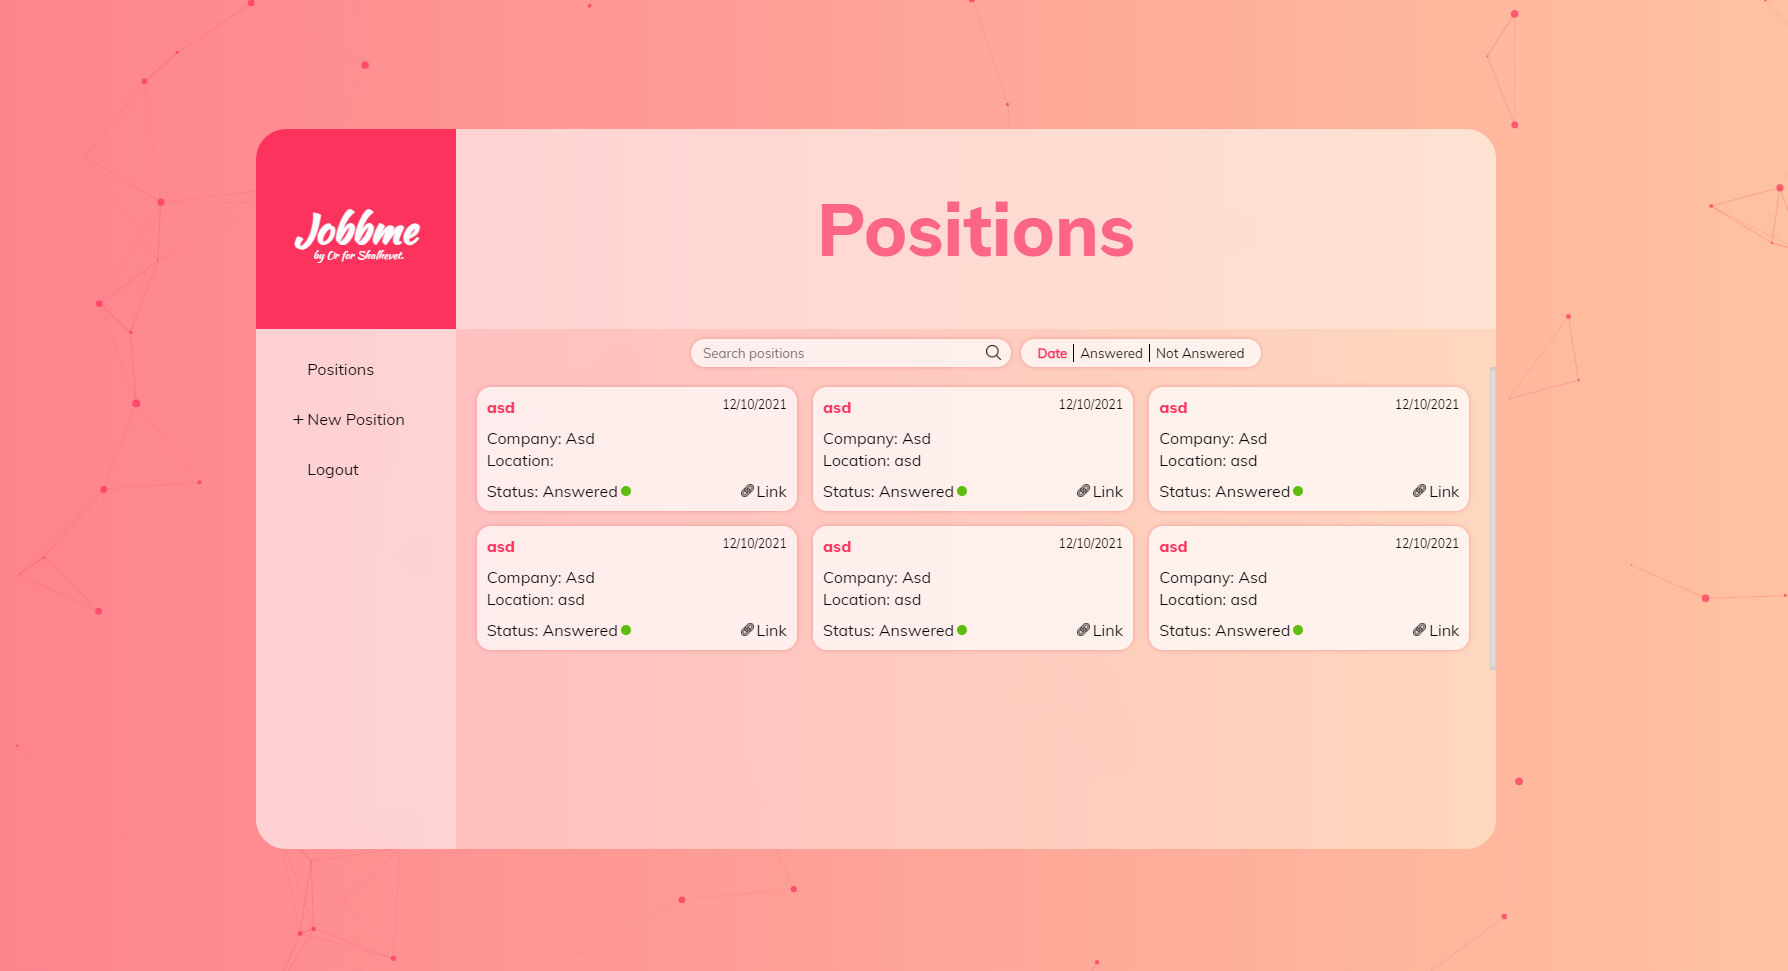 Jobbme
by Or for Shalhevet.
Positions
Positions
+ New Position
Logout
Search positions
Date | Answered | Not Answered
asd 12/10/2021
Company: Asd
Location:
Status: Answered Link
asd 12/10/2021
Company: Asd
Location: asd
Status: Answered Link
asd 12/10/2021
Company: Asd
Location: asd
Status: Answered Link
asd 12/10/2021
Company: Asd
Location: asd
Status: Answered Link
asd 12/10/2021
Company: Asd
Location: asd
Status: Answered Link
asd 12/10/2021
Company: Asd
Location: asd
Status: Answered Link